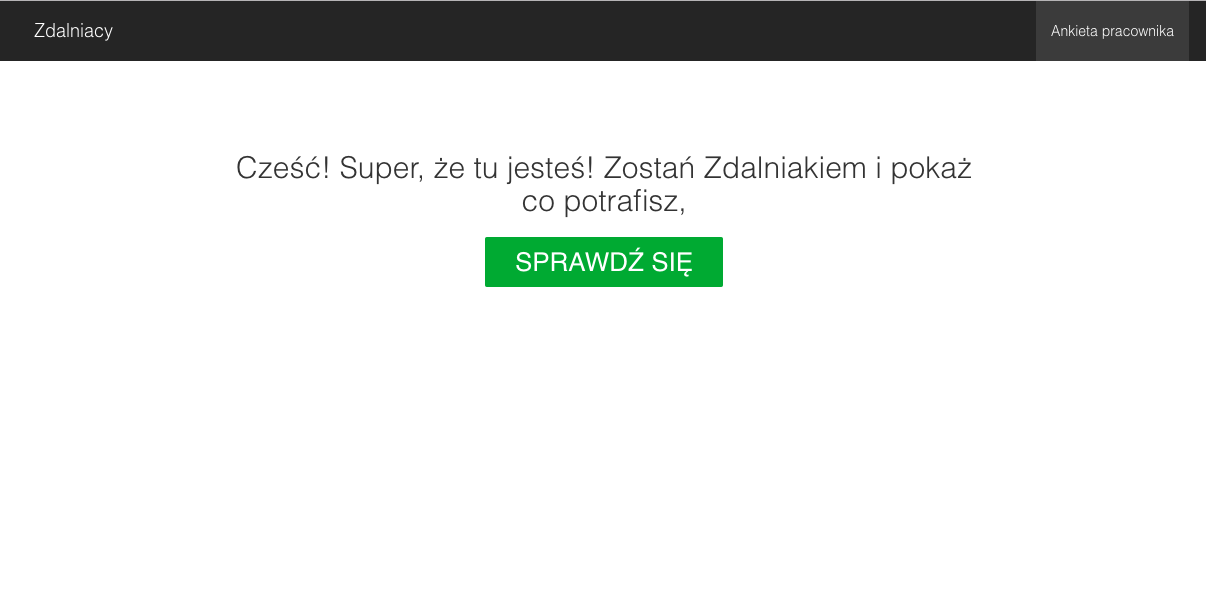 Zdalniacy
Ankieta pracownika
Cześć! Super, że tu jesteś! Zostań Zdalniakiem i pokaż
co potrafisz,
SPRAWDŹ SIĘ